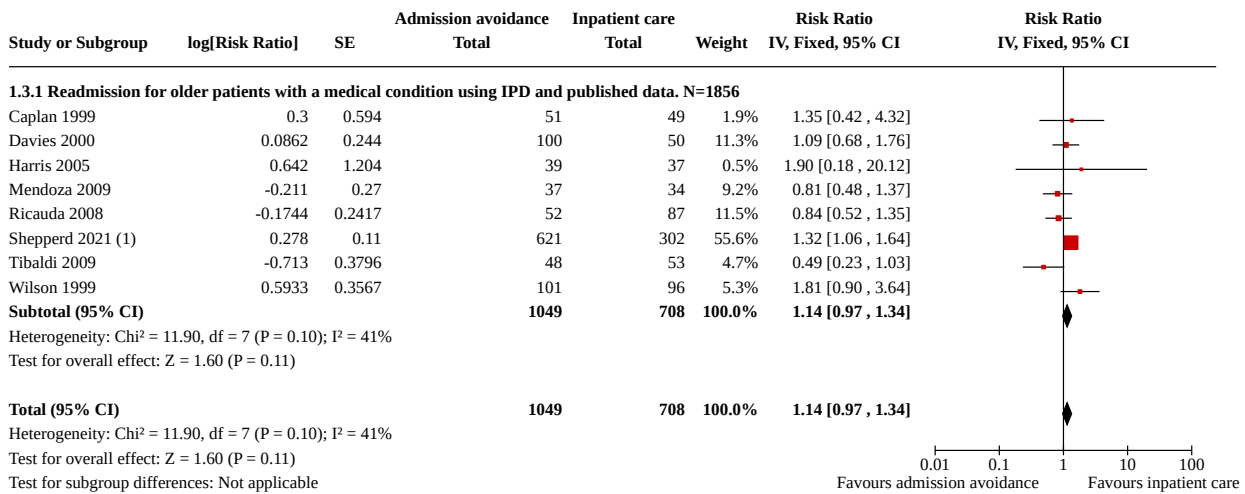 Admission avoidance Inpatient care Risk Ratio Risk Ratio
Study or Subgroup log[Risk Ratio] SE Total Total Weight IV, Fixed, 95% CI IV, Fixed, 95% CI
1.3.1 Readmission for older patients with a medical condition using IPD and published data. N=1856
Caplan 1999 0.3 0.594 51 49 1.9% 1.35 [0.42 , 4.32]
Davies 2000 0.0862 0.244 100 50 11.3% 1.09 [0.68 , 1.76]
Harris 2005 0.642 1.204 39 37 0.5% 1.90 [0.18 , 20.12]
Mendoza 2009 -0.211 0.27 37 34 9.2% 0.81 [0.48 , 1.37]
Ricauda 2008 -0.1744 0.2417 52 87 11.5% 0.84 [0.52 , 1.35]
Shepperd 2021 (1) 0.278 0.11 621 302 55.6% 1.32 [1.06 , 1.64]
Tibaldi 2009 -0.713 0.3796 48 53 4.7% 0.49 [0.23 , 1.03]
Wilson 1999 0.5933 0.3567 101 96 5.3% 1.81 [0.90 , 3.64]
Subtotal (95% CI) 1049 708 100.0% 1.14 [0.97 , 1.34]
Heterogeneity: Chi² = 11.90, df = 7 (P = 0.10); I² = 41%
Test for overall effect: Z = 1.60 (P = 0.11)
Total (95% CI) 1049 708 100.0% 1.14 [0.97 , 1.34]
Heterogeneity: Chi² = 11.90, df = 7 (P = 0.10); I² = 41%
Test for overall effect: Z = 1.60 (P = 0.11) 0.01 0.1 1 10 100
Test for subgroup differences: Not applicable Favours admission avoidance Favours inpatient care